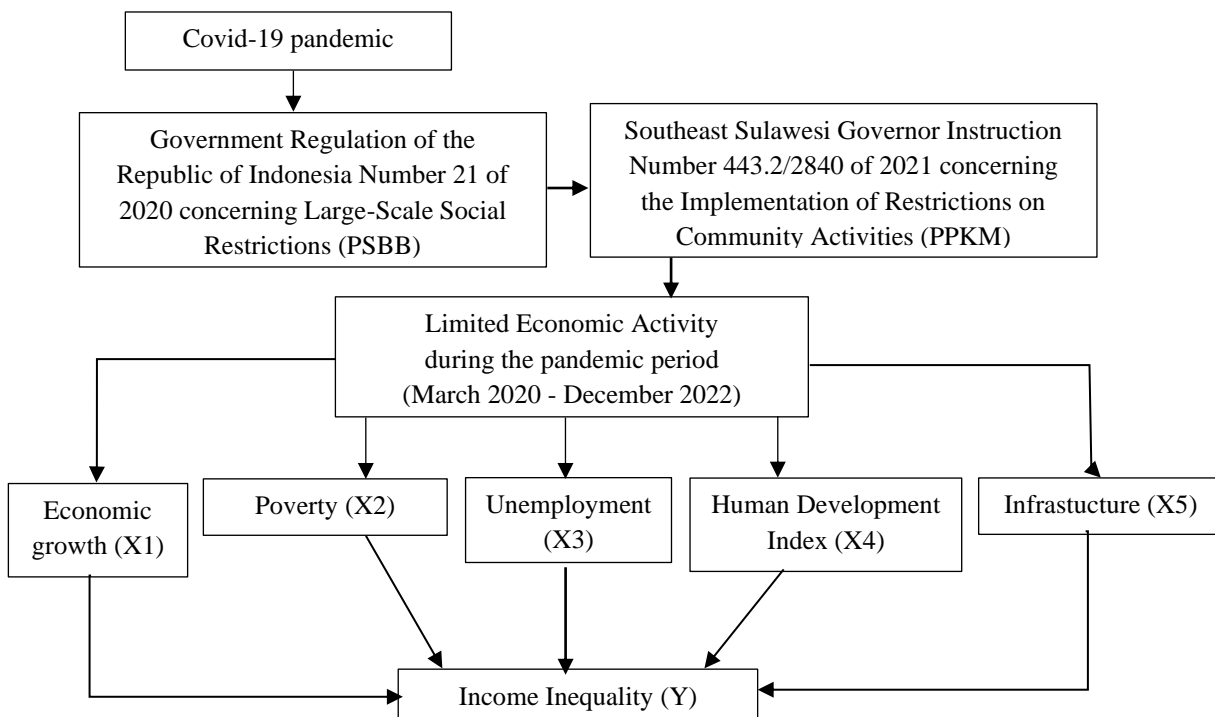 Covid-19 pandemic
Government Regulation of the
Republic of Indonesia Number 21 of
2020 concerning Large-Scale Social
Restrictions (PSBB)
Southeast Sulawesi Governor Instruction
Number 443.2/2840 of 2021 concerning
the Implementation of Restrictions on
Community Activities (PPKM)
Limited Economic Activity
during the pandemic period
(March 2020 - December 2022)
Economic
growth (X1)
Poverty (X2)
Unemployment
(X3)
Human Development
Index (X4)
Infrastucture (X5)
Income Inequality (Y)